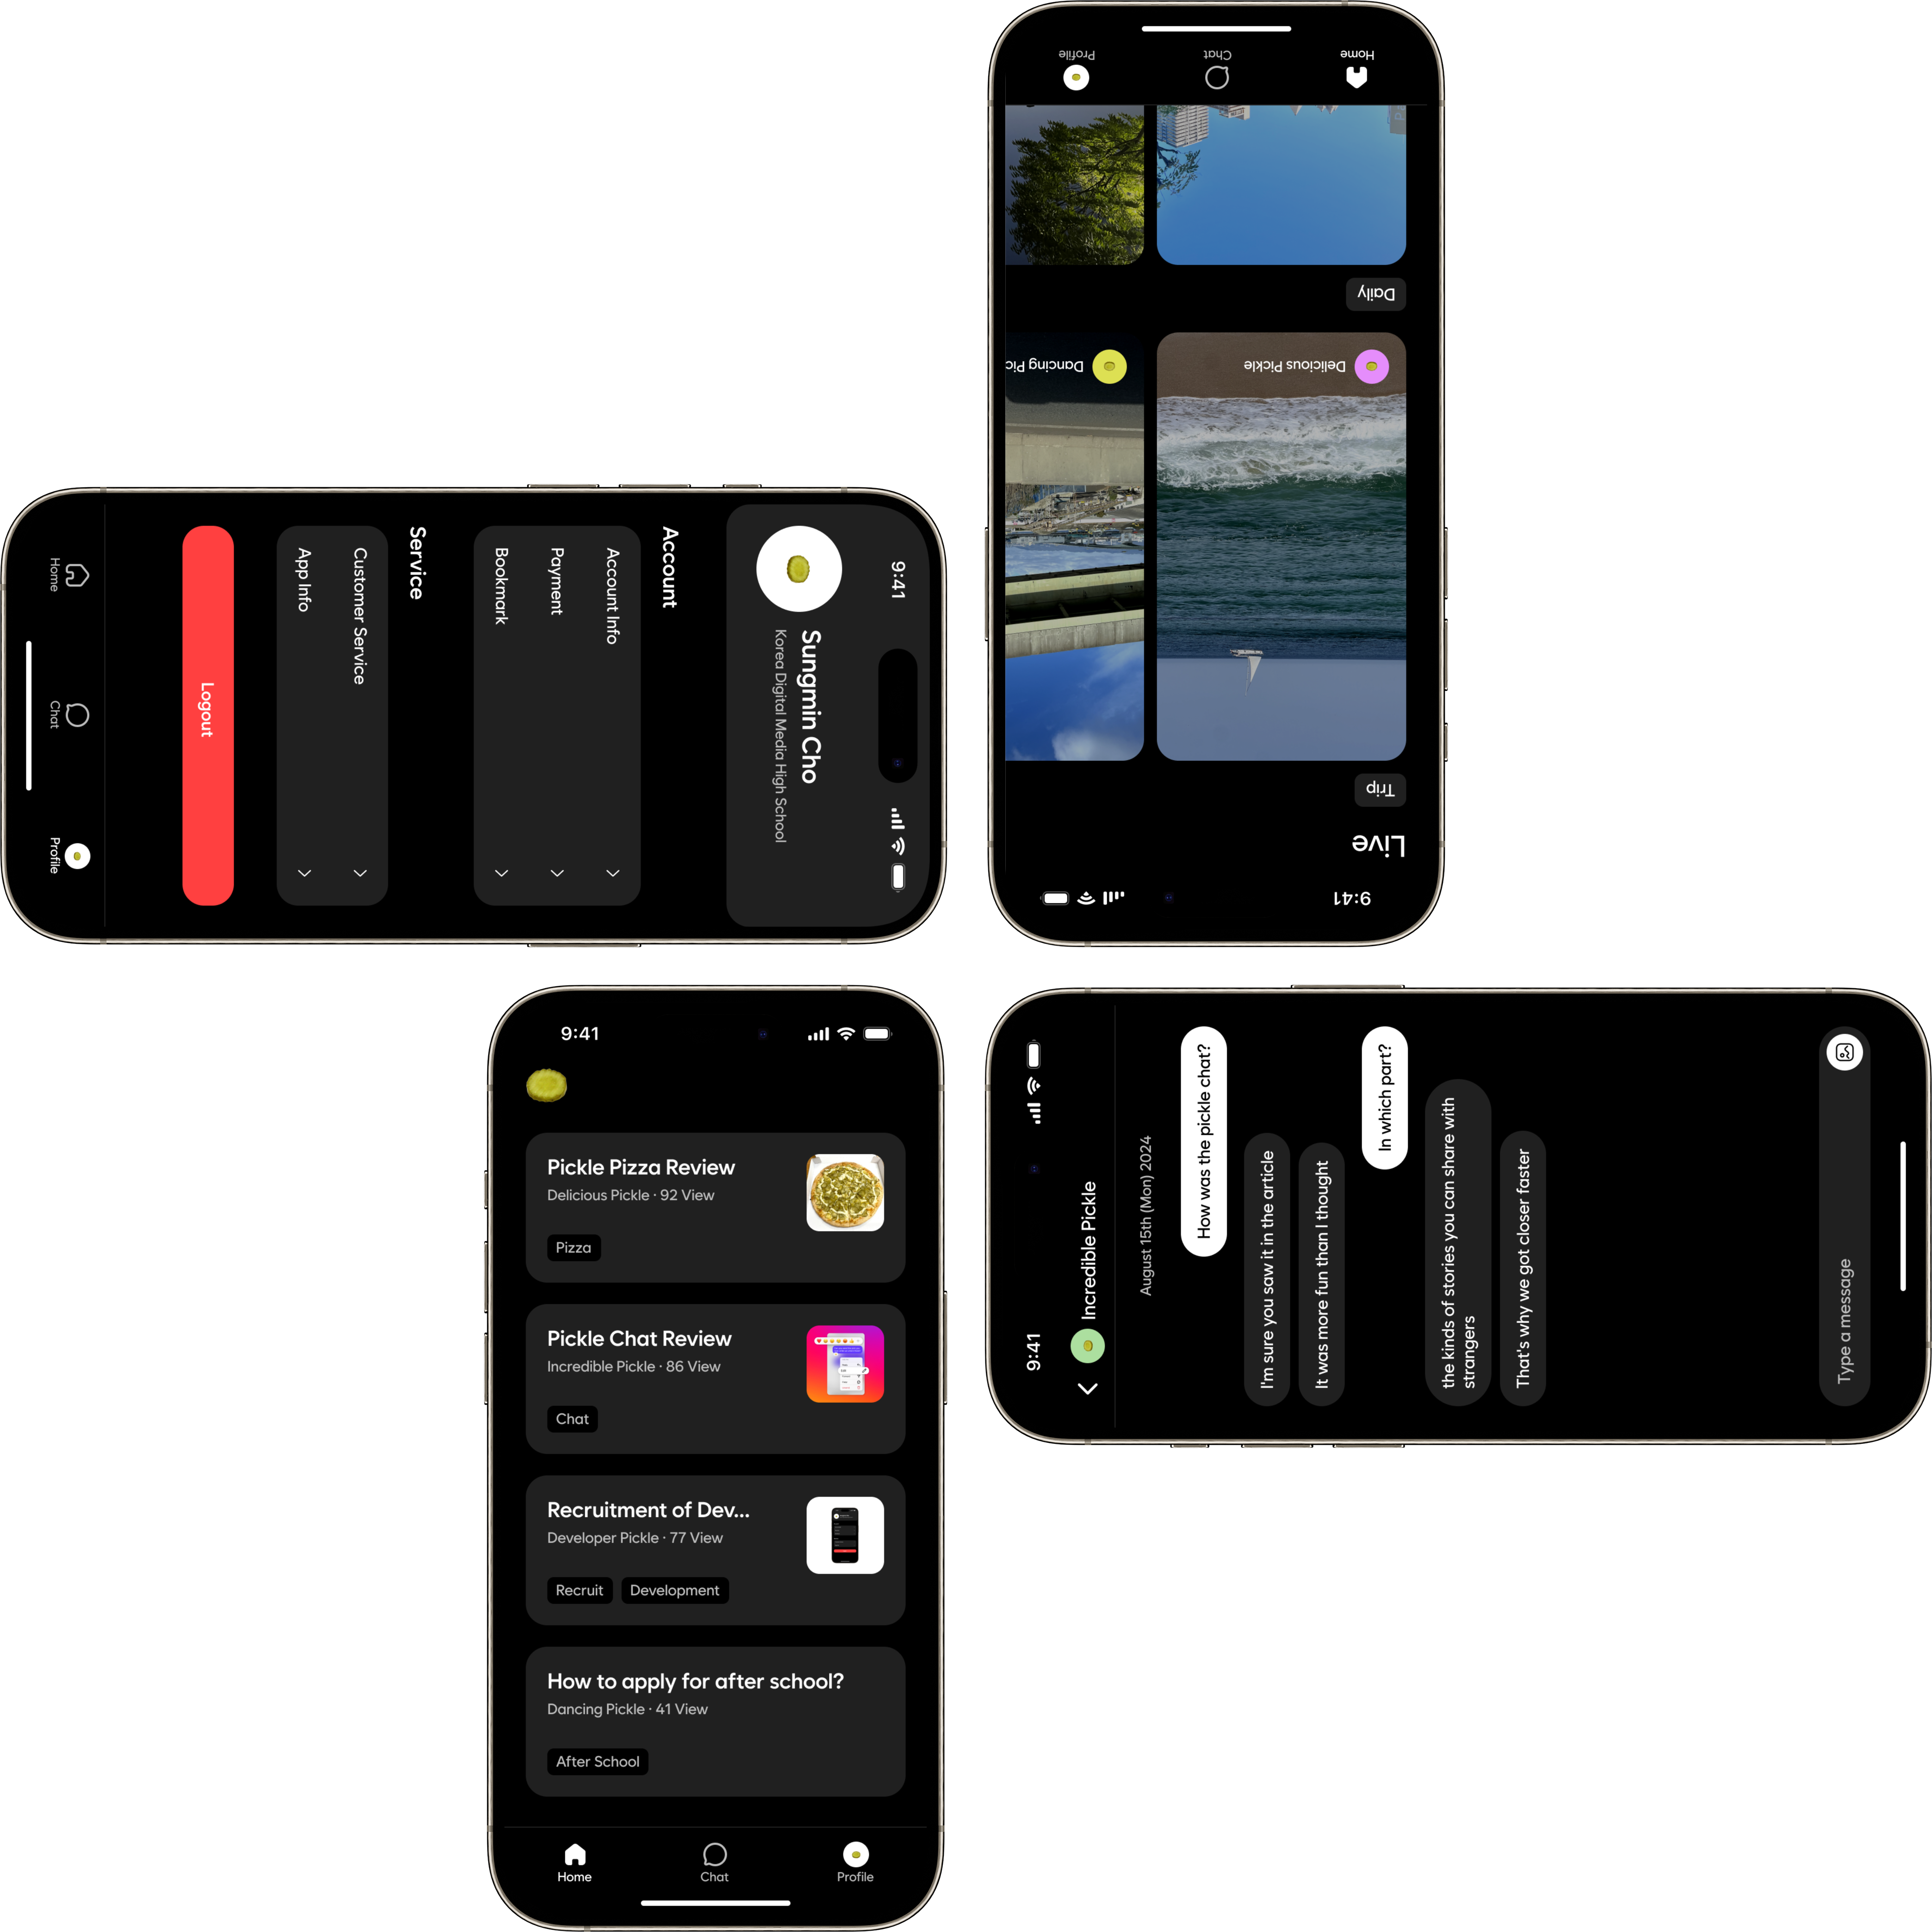 9:41
Sungmin Cho
Korea Digital Media High School
Account
Account Info
Payment
Bookmark
Service
Customer Service
App Info
Logout
Home
Chat
Profile
9:41
Live
Trip
Delicious Pickle
Dancing Pic
Daily
Home
Chat
Profile
9:41
Pickle Pizza Review
Delicious Pickle · 92 View
Pizza
Pickle Chat Review
Incredible Pickle · 86 View
Chat
Recruitment of Dev...
Developer Pickle · 77 View
Recruit
Development
How to apply for after school?
Dancing Pickle · 41 View
After School
Home
Chat
Profile
9:41
Incredible Pickle
August 15th (Mon) 2024
How was the pickle chat?
I'm sure you saw it in the article
It was more fun than I thought
In which part?
the kinds of stories you can share with
strangers
That's why we got closer faster
Type a message